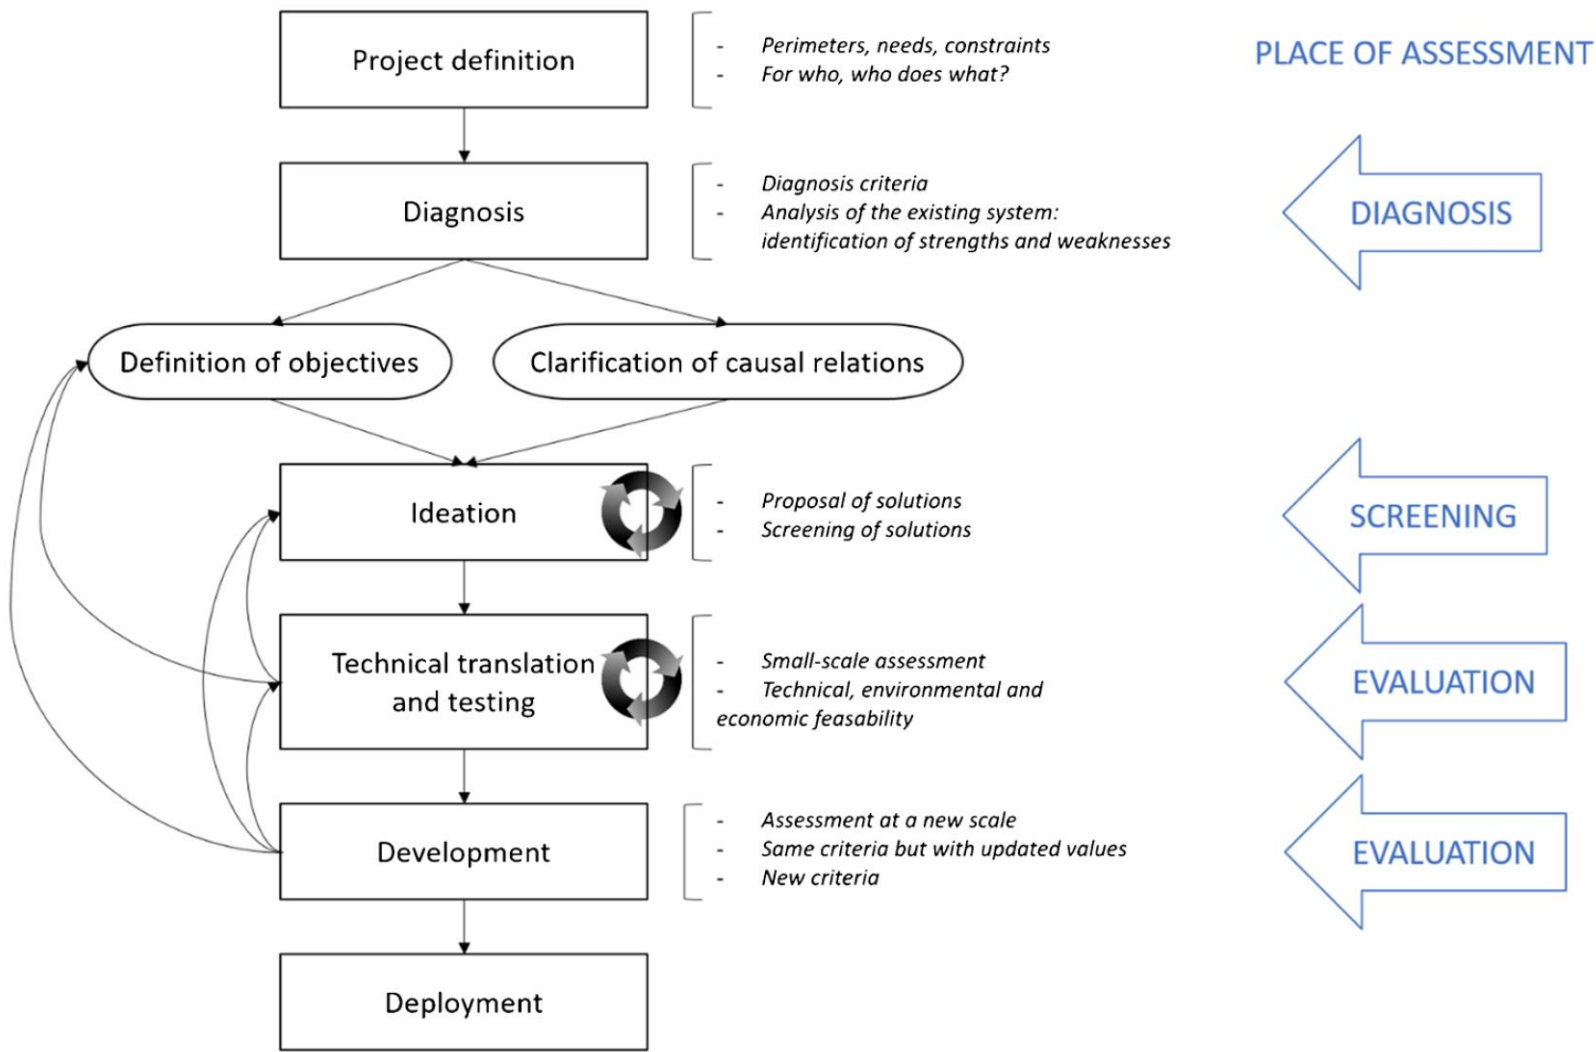 Project definition
- Perimeters, needs, constraints
- For who, who does what?
PLACE OF ASSESSMENT
Diagnosis
- Diagnosis criteria
- Analysis of the existing system:
identification of strengths and weaknesses
DIAGNOSIS
Definition of objectives
Clarification of causal relations
Ideation
- Proposal of solutions
- Screening of solutions
SCREENING
Technical translation
and testing
- Small-scale assessment
- Technical, environmental and
economic feasability
EVALUATION
Development
- Assessment at a new scale
- Same criteria but with updated values
- New criteria
EVALUATION
Deployment